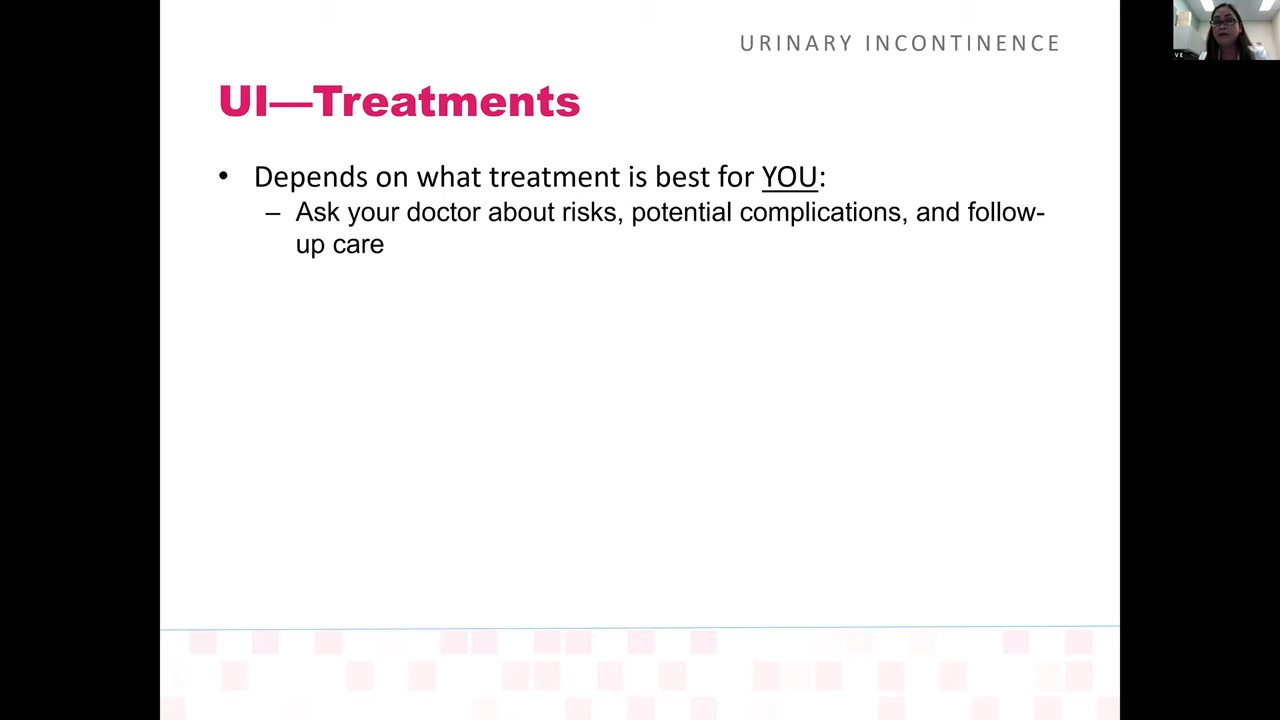 URINARY INCONTINENCE
UI—Treatments
• Depends on what treatment is best for YOU:
– Ask your doctor about risks, potential complications, and follow-
up care